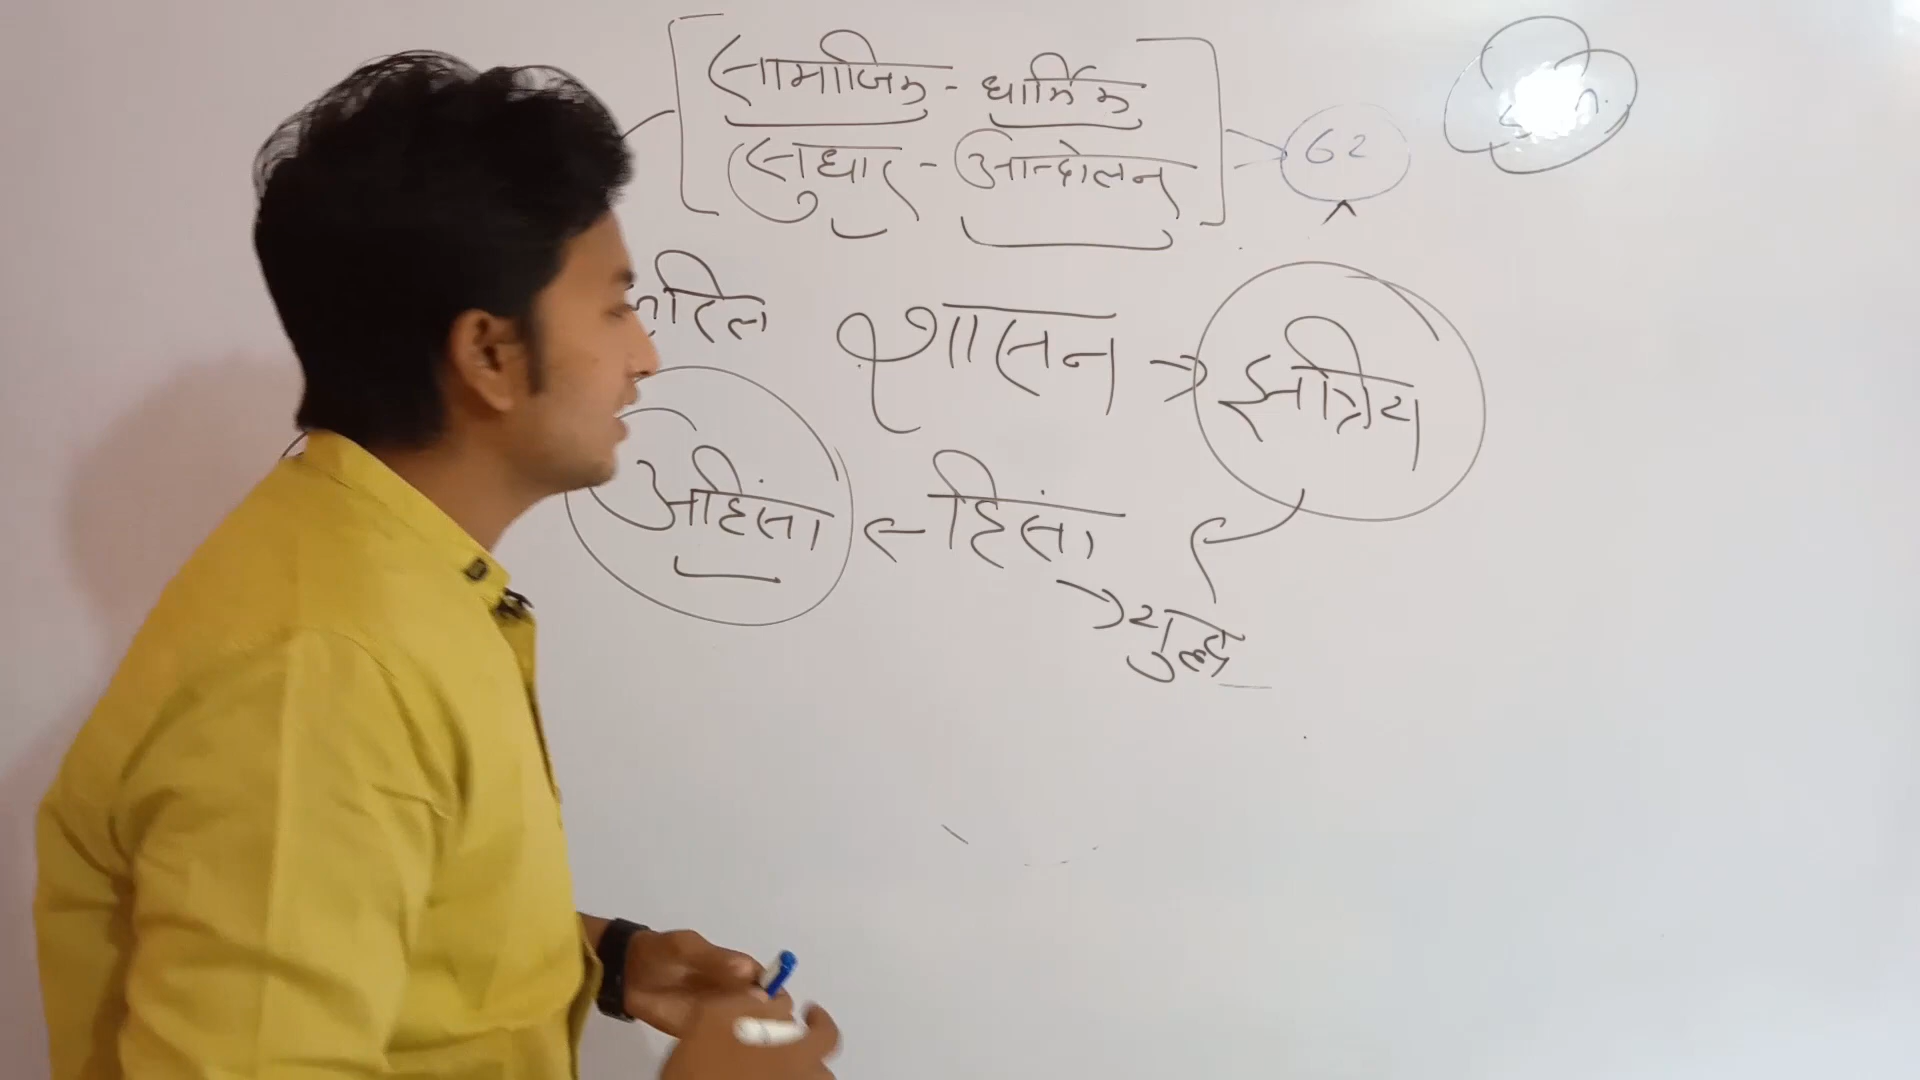 सामाजिक - धार्मिक
सुधार - आन्दोलन
62
शासन → क्षत्रिय
अहिंसा ← हिंसा
→ युद्ध